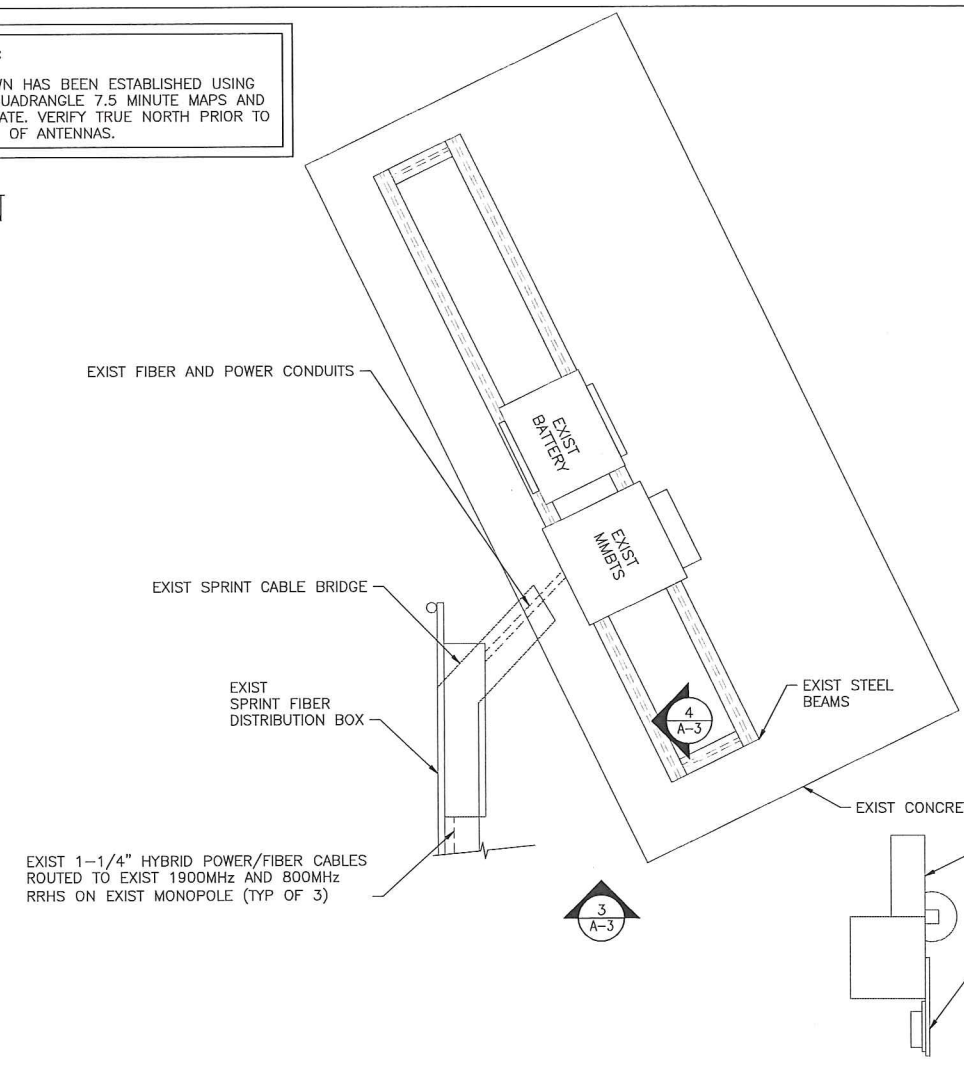 :
WN HAS BEEN ESTABLISHED USING
UADRANGLE 7.5 MINUTE MAPS AND
ATE. VERIFY TRUE NORTH PRIOR TO
OF ANTENNAS.
N
EXIST FIBER AND POWER CONDUITS
EXIST
BATTERY
EXIST
MMBTS
EXIST SPRINT CABLE BRIDGE
EXIST
SPRINT FIBER
DISTRIBUTION BOX
EXIST STEEL
BEAMS
4
A-3
EXIST CONCRE
EXIST 1-1/4" HYBRID POWER/FIBER CABLES
ROUTED TO EXIST 1900MHz AND 800MHz
RRHS ON EXIST MONOPOLE (TYP OF 3)
3
A-3